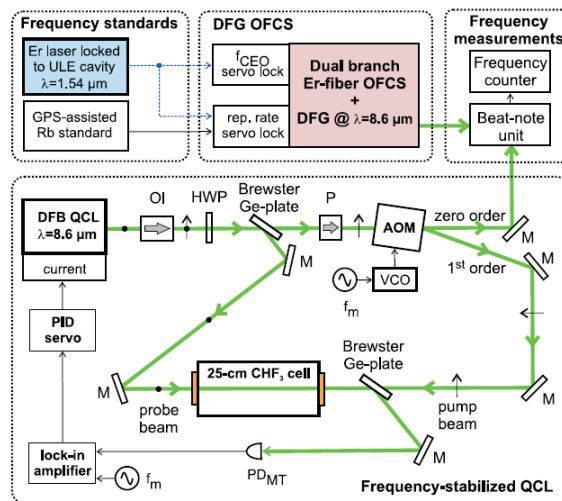 Frequency standards
Er laser locked
to ULE cavity
λ=1.54 µm
GPS-assisted
Rb standard
DFG OFCS
fCEO
servo lock
rep. rate
servo lock
Dual branch
Er-fiber OFCS
+
DFG @ λ=8.6 µm
Frequency
measurements
Frequency
counter
Beat-note
unit
DFB QCL
λ=8.6 µm
current
OI
HWP
Brewster
Ge-plate
P
AOM
zero order
M
1st order
M
M
VCO
fm
PID
servo
M
probe
beam
25-cm CHF3 cell
Brewster
Ge-plate
pump
beam
M
lock-in
amplifier
fm
PDMT
M
Frequency-stabilized QCL